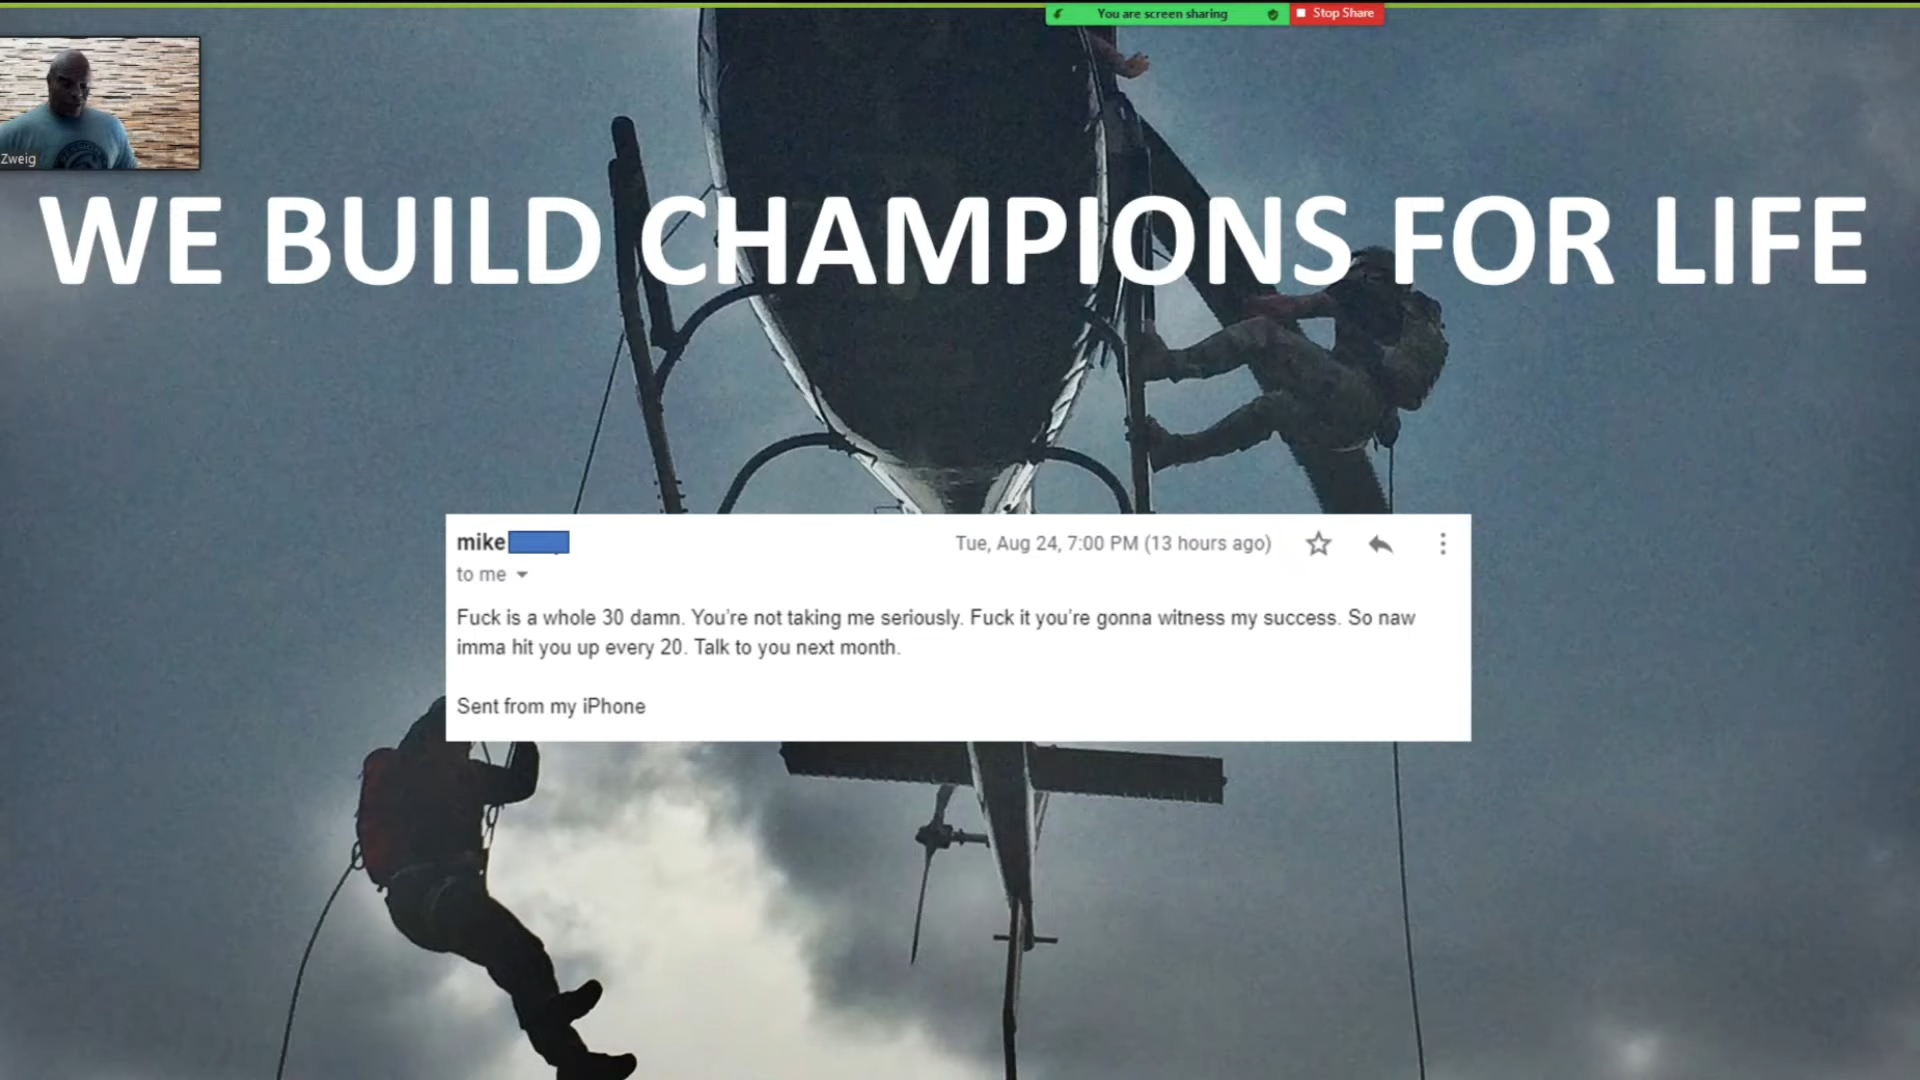 You are screen sharing
Stop Share
Zweig
WE BUILD CHAMPIONS FOR LIFE
mike
Tue, Aug 24, 7:00 PM (13 hours ago)
to me
Fuck is a whole 30 damn. You're not taking me seriously. Fuck it you're gonna witness my success. So naw
imma hit you up every 20. Talk to you next month.
Sent from my iPhone